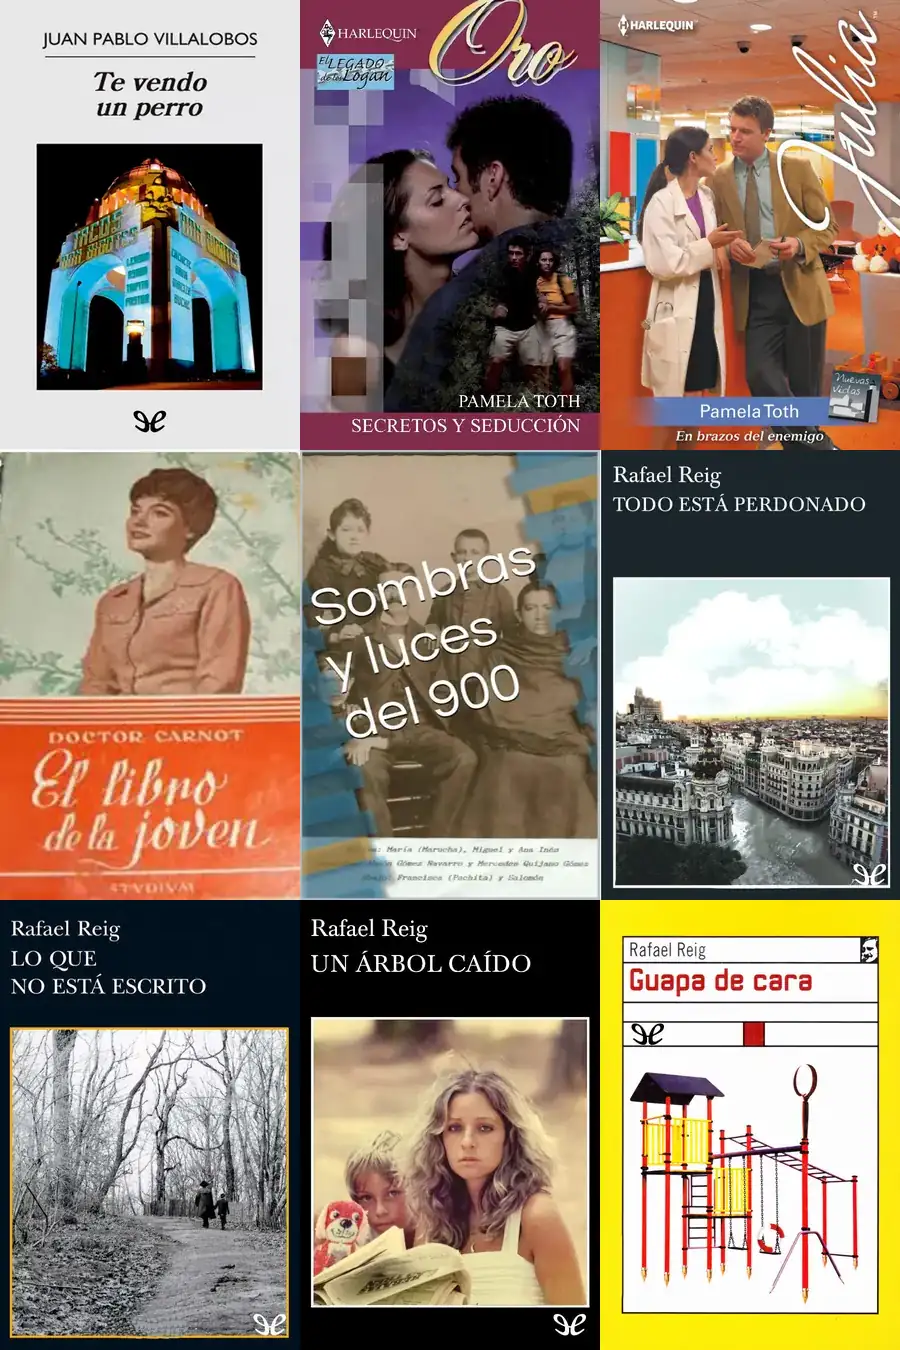 JUAN PABLO VILLALOBOS
Te vendo
un perro
TACOS
HARLEQUIN
Oro
El LEGADO
de los Logan
PAMELA TOTH
SECRETOS Y SEDUCCIÓN
HARLEQUIN
Julia
Nuevas
vidas
Pamela Toth
En brazos del enemigo
DOCTOR CARNOT
El libro
de la joven
STVDIVM
Sombras
y luces
del 900
María (Marucha), Miguel y Ana Inés
Gómez Navarro y Mercedes Quijano Gómez
Francisca (Pachita) y Salomón
Rafael Reig
TODO ESTÁ PERDONADO
Rafael Reig
LO QUE
NO ESTÁ ESCRITO
Rafael Reig
UN ÁRBOL CAÍDO
Rafael Reig
Guapa de cara